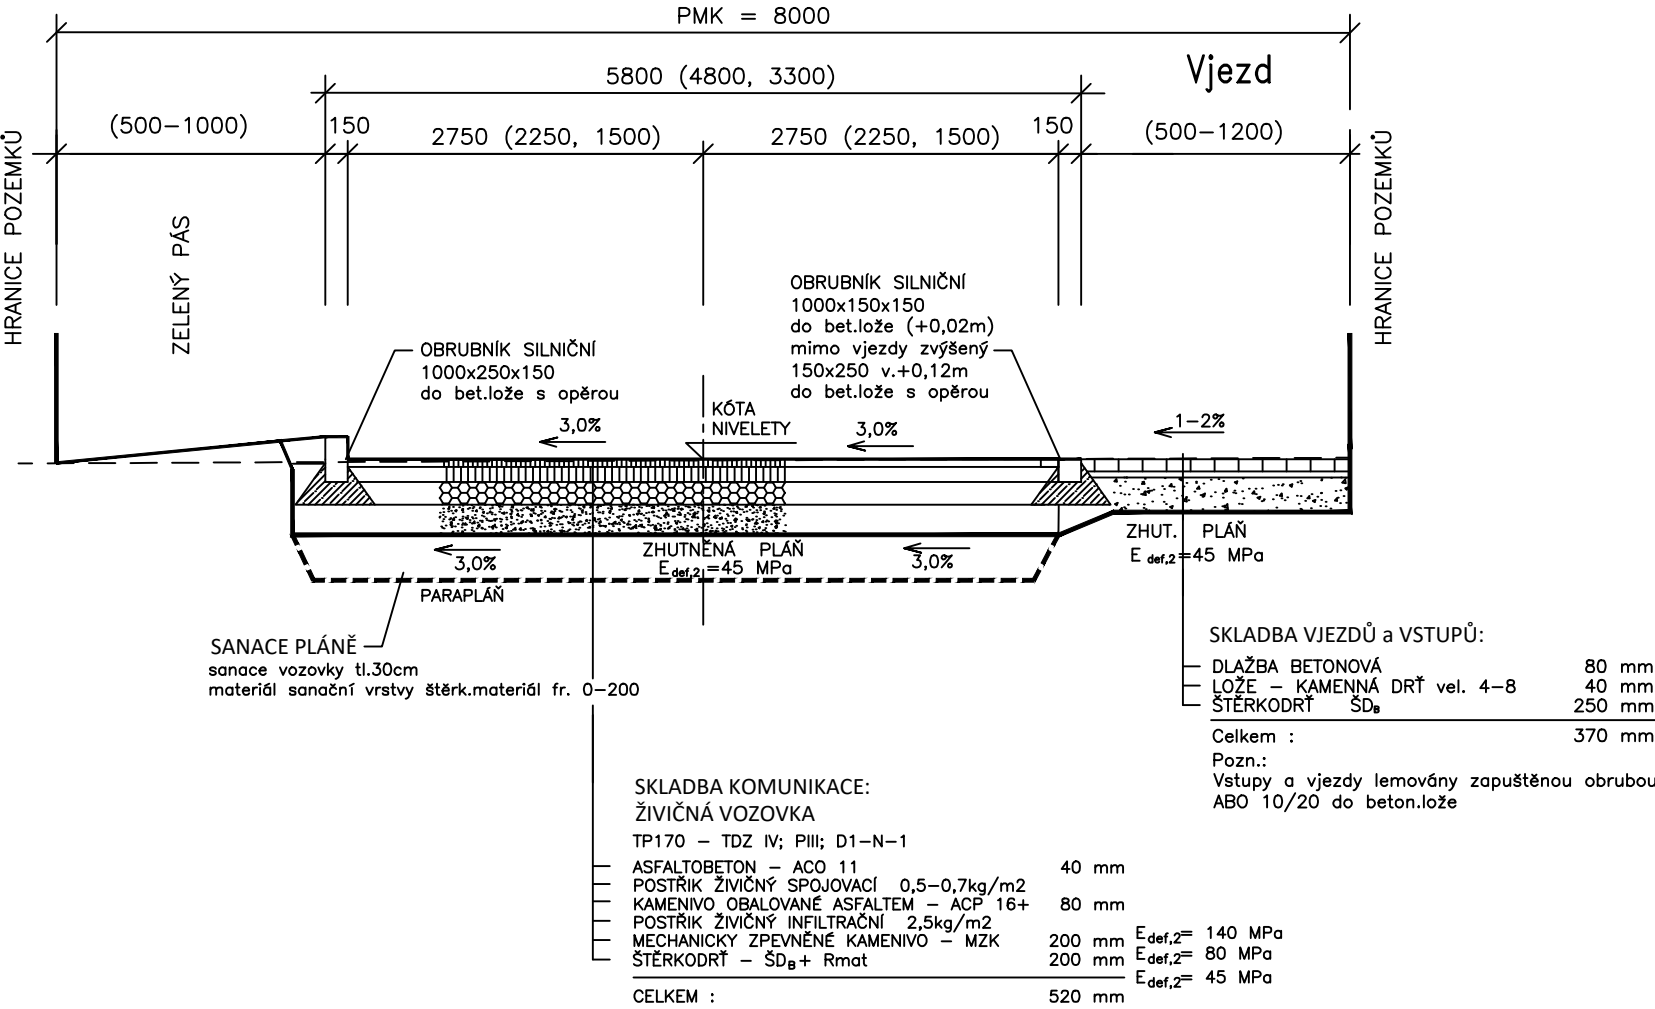 PMK = 8000
5800 (4800, 3300)
Vjezd
(500-1000)
150
2750 (2250, 1500)
2750 (2250, 1500)
150
(500-1200)
HRANICE POZEMKŮ
ZELENÝ PÁS
HRANICE POZEMKŮ
OBRUBNÍK SILNIČNÍ
1000x250x150
do bet.lože s opěrou
OBRUBNÍK SILNIČNÍ
1000x150x150
do bet.lože (+0,02m)
mimo vjezdy zvýšený
150x250 v.+0,12m
do bet.lože s opěrou
KÓTA
NIVELETY
3,0%
3,0%
1-2%
ZHUTNĚNÁ PLÁŇ
Edef,2=45 MPa
3,0%
3,0%
PARAPLÁŇ
ZHUT. PLÁŇ
E def,2=45 MPa
SANACE PLÁNĚ
sanace vozovky tl.30cm
materiál sanační vrstvy štěrk.materiál fr. 0-200
SKLADBA VJEZDŮ a VSTUPŮ:
DLAŽBA BETONOVÁ 80 mm
LOŽE - KAMENNÁ DRŤ vel. 4-8 40 mm
ŠTĚRKODRŤ ŠDB 250 mm
Celkem : 370 mm
Pozn.:
Vstupy a vjezdy lemovány zapuštěnou obrubou
ABO 10/20 do beton.lože
SKLADBA KOMUNIKACE:
ŽIVIČNÁ VOZOVKA
TP170 - TDZ IV; PIII; D1-N-1
ASFALTOBETON - ACO 11 40 mm
POSTŘIK ŽIVIČNÝ SPOJOVACÍ 0,5-0,7kg/m2
KAMENIVO OBALOVANÉ ASFALTEM - ACP 16+ 80 mm
POSTŘIK ŽIVIČNÝ INFILTRAČNÍ 2,5kg/m2
MECHANICKY ZPEVNĚNÉ KAMENIVO - MZK 200 mm
ŠTĚRKODRŤ - ŠDB+ Rmat 200 mm
Edef,2= 140 MPa
Edef,2= 80 MPa
Edef,2= 45 MPa
CELKEM : 520 mm